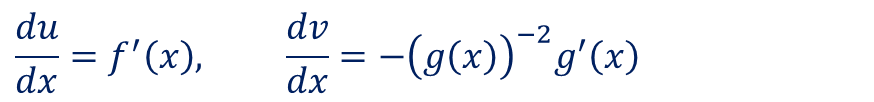 du/dx = f′(x), dv/dx = −(g(x))⁻² g′(x)